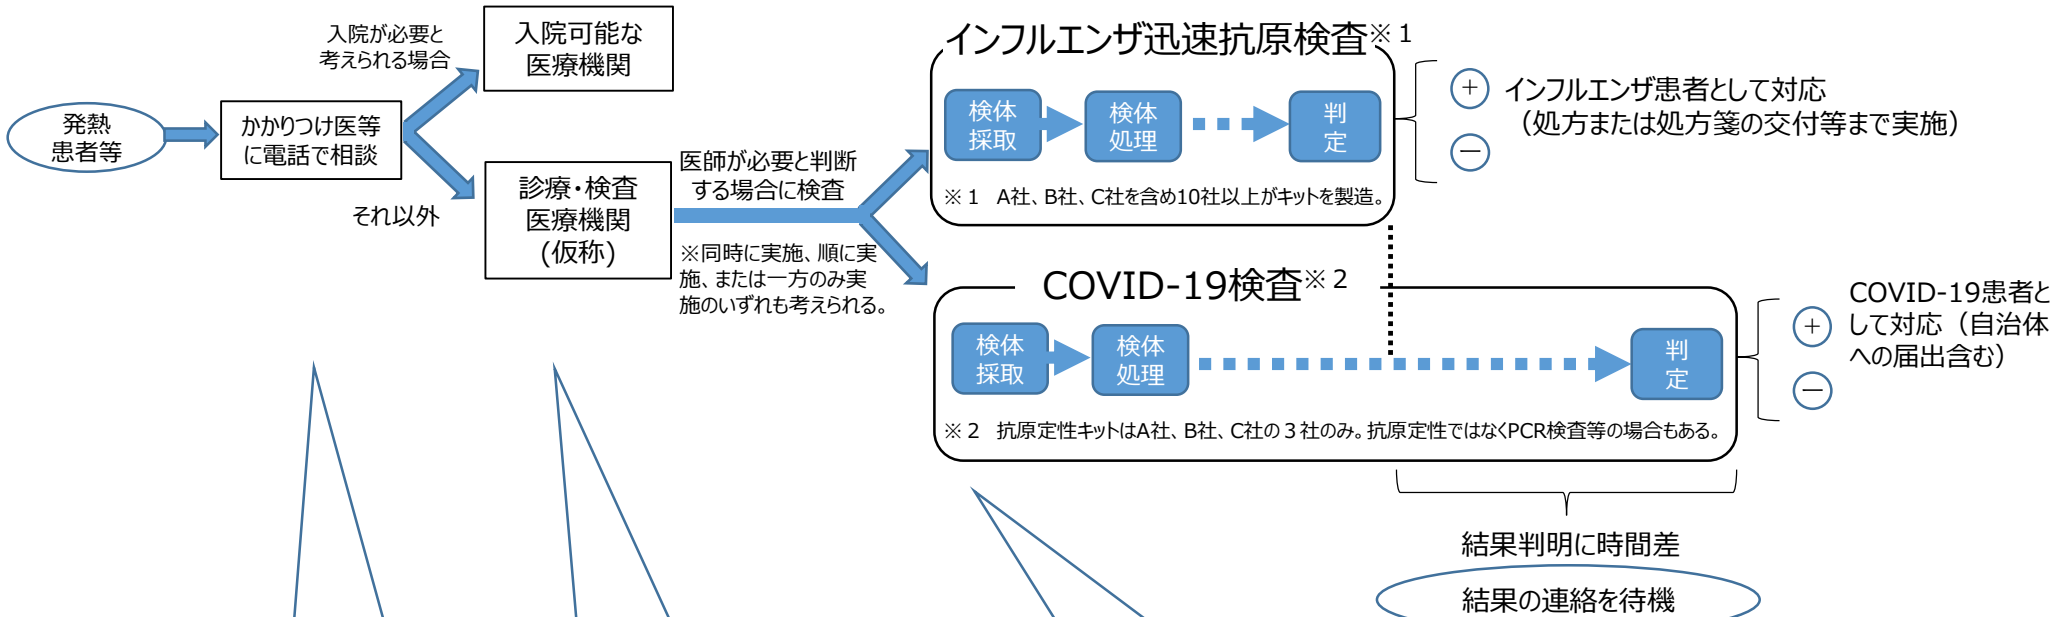 発熱
患者等
かかりつけ医等
に電話で相談
入院が必要と
考えられる場合
入院可能な
医療機関
それ以外
診療・検査
医療機関
(仮称)
医師が必要と判断
する場合に検査
※同時に実施、順に実
施、または一方のみ実
施のいずれも考えられる。
インフルエンザ迅速抗原検査※1
検体
採取
検体
処理
判
定
※1 A社、B社、C社を含め10社以上がキットを製造。
+
−
インフルエンザ患者として対応
(処方または処方箋の交付等まで実施)
COVID-19検査※2
検体
採取
検体
処理
判
定
※2 抗原定性キットはA社、B社、C社の3社のみ。抗原定性ではなくPCR検査等の場合もある。
+
−
COVID-19患者と
して対応(自治体
への届出含む)
結果判明に時間差
結果の連絡を待機